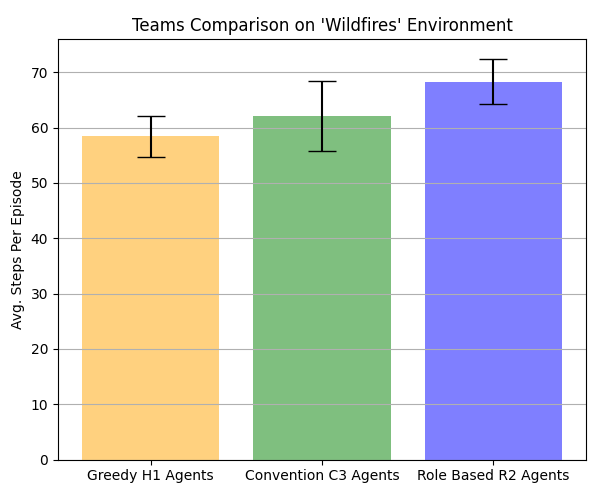 Teams Comparison on 'Wildfires' Environment
Avg. Steps Per Episode
70
60
50
40
30
20
10
0
Greedy H1 Agents
Convention C3 Agents
Role Based R2 Agents